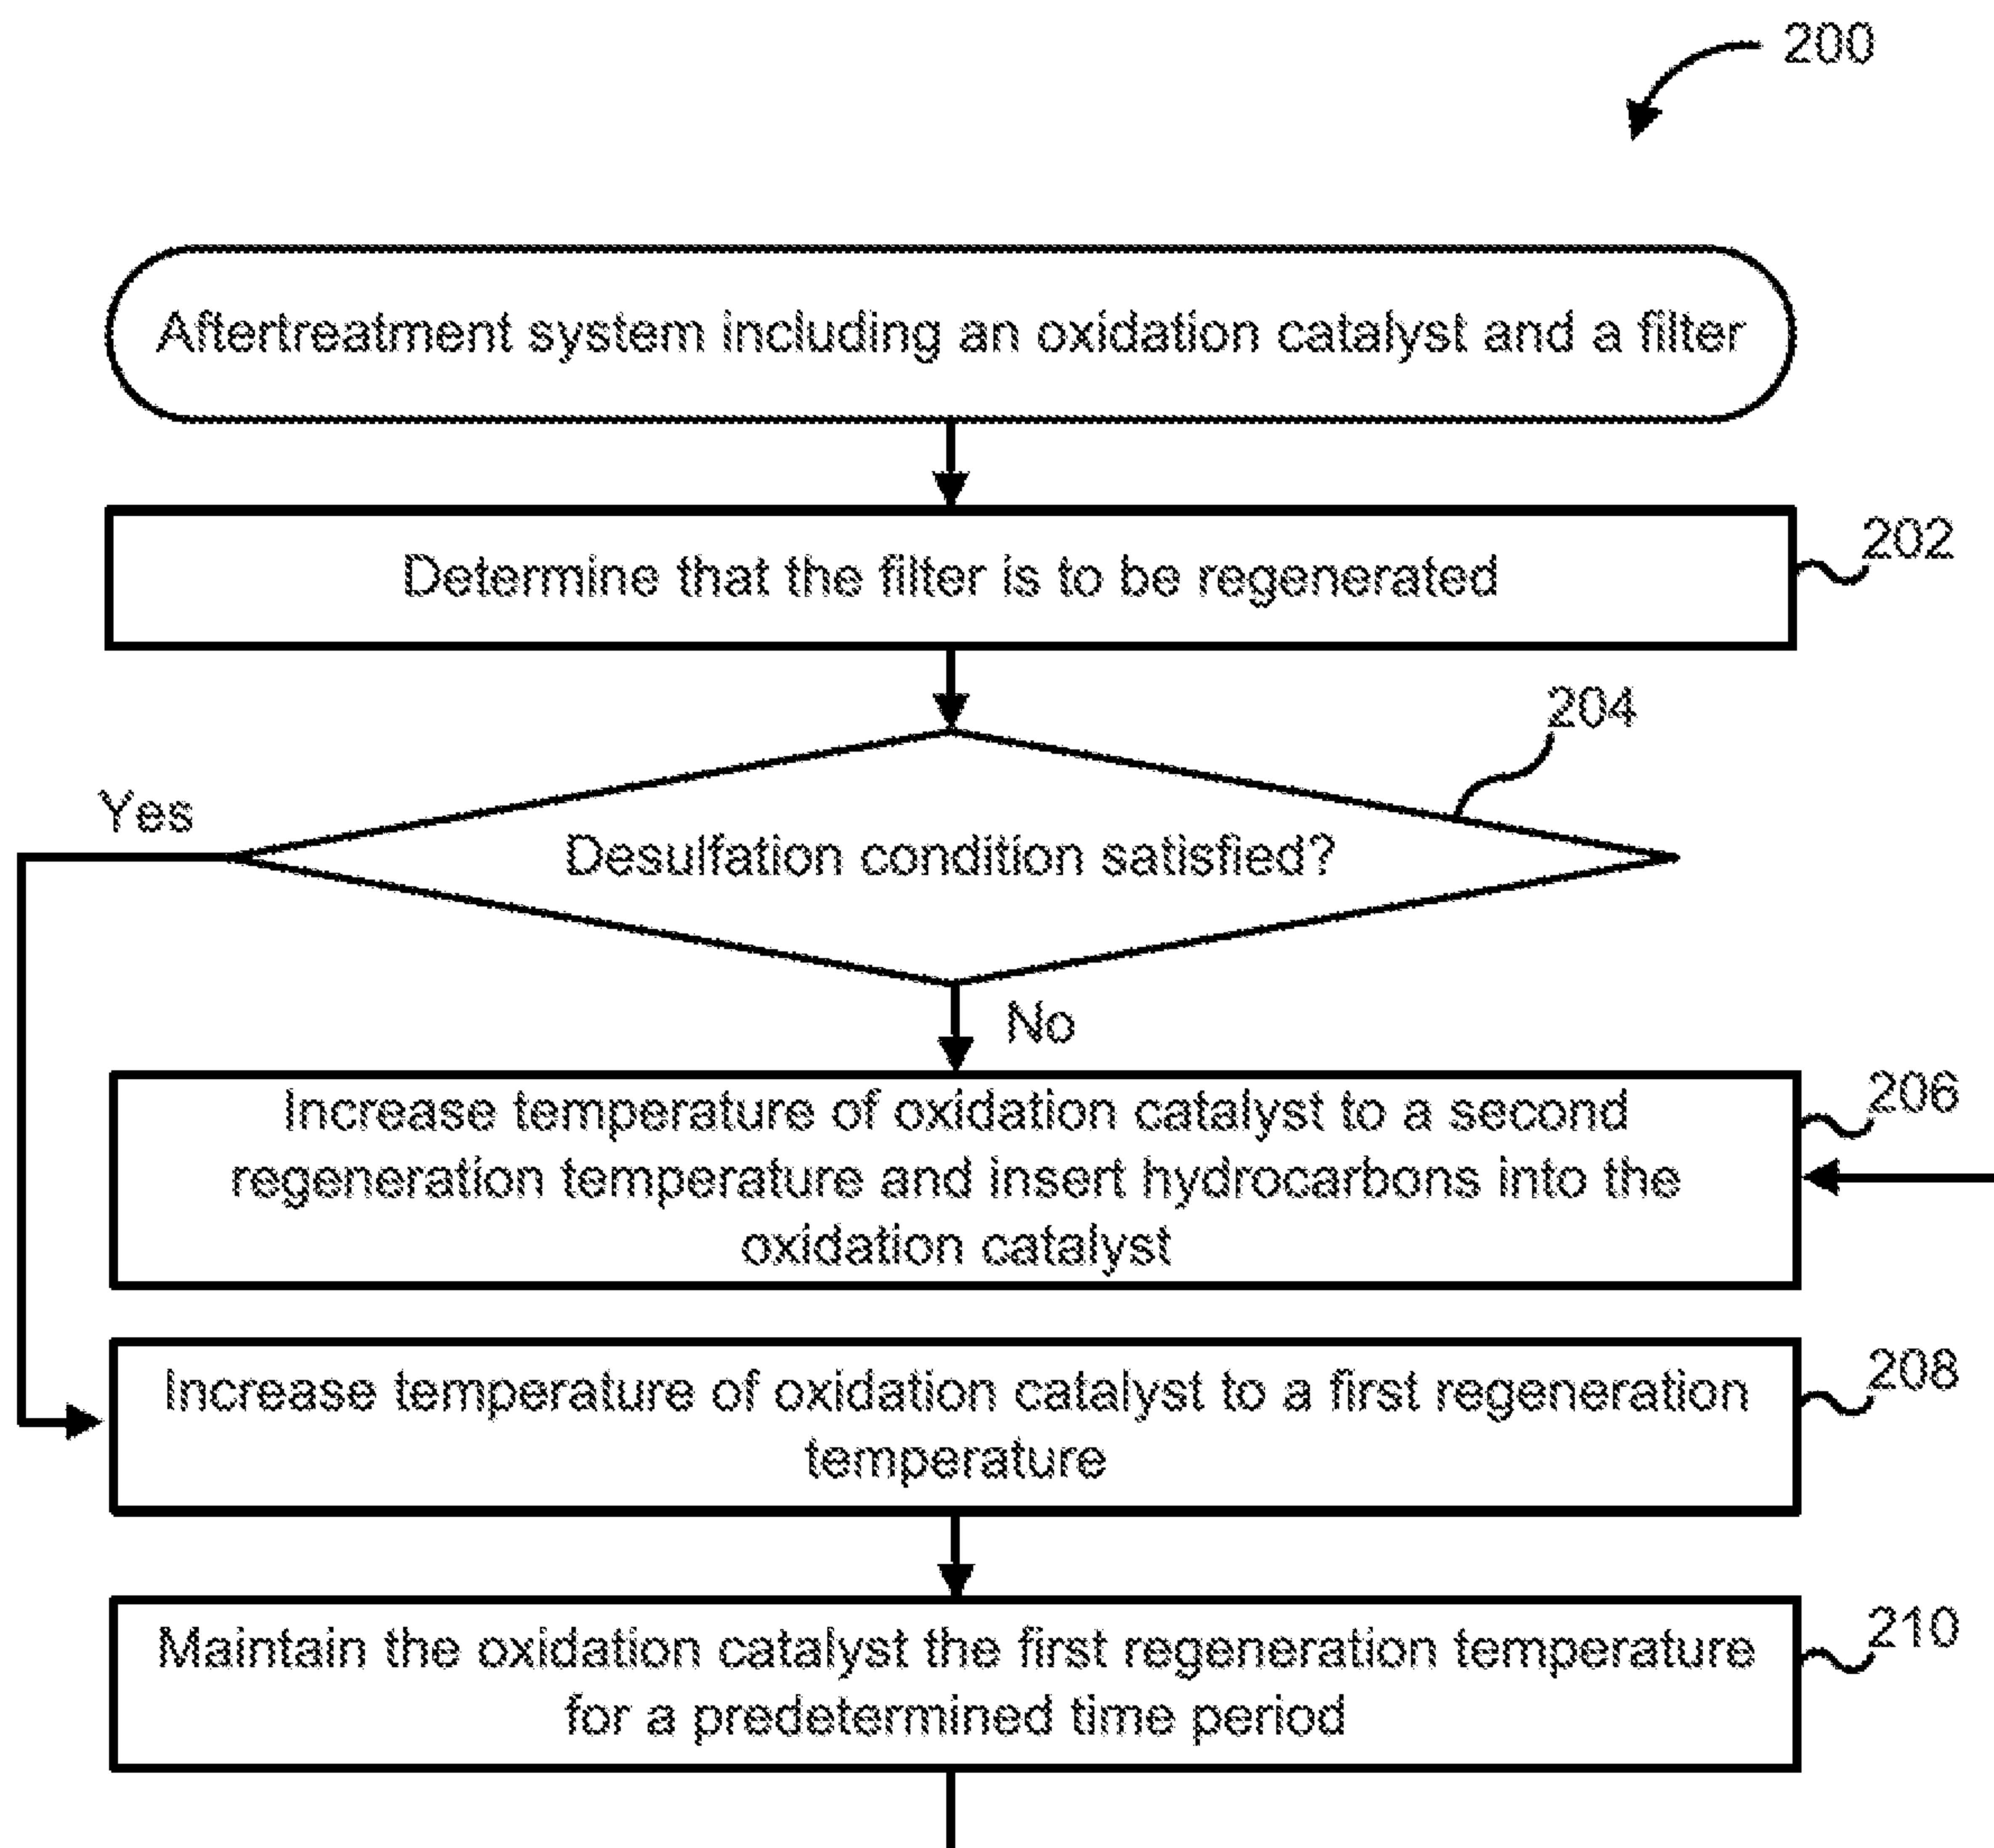 200
Aftertreatment system including an oxidation catalyst and a filter
Determine that the filter is to be regenerated
202
204
Yes
Desulfation condition satisfied?
No
Increase temperature of oxidation catalyst to a second
regeneration temperature and insert hydrocarbons into the
oxidation catalyst
206
Increase temperature of oxidation catalyst to a first regeneration
temperature
208
Maintain the oxidation catalyst the first regeneration temperature
for a predetermined time period
210